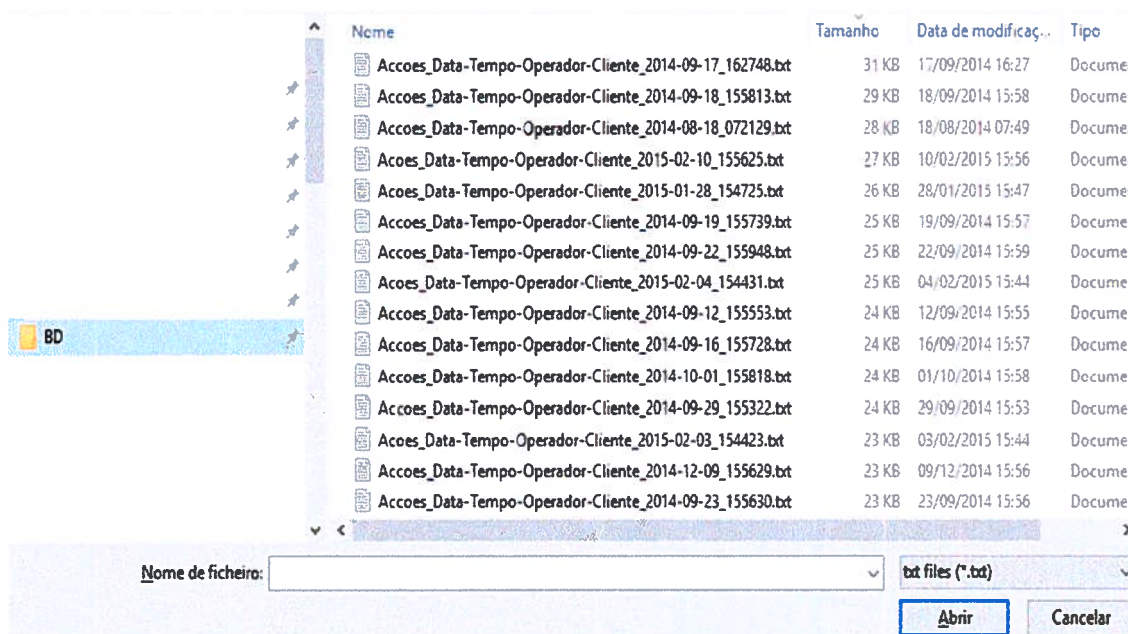 Nome Tamanho Data de modificaç... Tipo
Accoes_Data-Tempo-Operador-Cliente_2014-09-17_162748.txt 31 KB 17/09/2014 16:27 Docume
Accoes_Data-Tempo-Operador-Cliente_2014-09-18_155813.txt 29 KB 18/09/2014 15:58 Docume
Accoes_Data-Tempo-Operador-Cliente_2014-08-18_072129.txt 28 KB 18/08/2014 07:49 Docume
Acoes_Data-Tempo-Operador-Cliente_2015-02-10_155625.txt 27 KB 10/02/2015 15:56 Docume
Acoes_Data-Tempo-Operador-Cliente_2015-01-28_154725.txt 26 KB 28/01/2015 15:47 Docume
Accoes_Data-Tempo-Operador-Cliente_2014-09-19_155739.txt 25 KB 19/09/2014 15:57 Docume
Accoes_Data-Tempo-Operador-Cliente_2014-09-22_155948.txt 25 KB 22/09/2014 15:59 Docume
Acoes_Data-Tempo-Operador-Cliente_2015-02-04_154431.txt 25 KB 04/02/2015 15:44 Docume
Accoes_Data-Tempo-Operador-Cliente_2014-09-12_155553.txt 24 KB 12/09/2014 15:55 Docume
BD
Accoes_Data-Tempo-Operador-Cliente_2014-09-16_155728.txt 24 KB 16/09/2014 15:57 Docume
Accoes_Data-Tempo-Operador-Cliente_2014-10-01_155818.txt 24 KB 01/10/2014 15:58 Docume
Accoes_Data-Tempo-Operador-Cliente_2014-09-29_155322.txt 24 KB 29/09/2014 15:53 Docume
Acoes_Data-Tempo-Operador-Cliente_2015-02-03_154423.txt 23 KB 03/02/2015 15:44 Docume
Accoes_Data-Tempo-Operador-Cliente_2014-12-09_155629.txt 23 KB 09/12/2014 15:56 Docume
Accoes_Data-Tempo-Operador-Cliente_2014-09-23_155630.txt 23 KB 23/09/2014 15:56 Docume
Nome de ficheiro: txt files (*.txt)
Abrir Cancelar